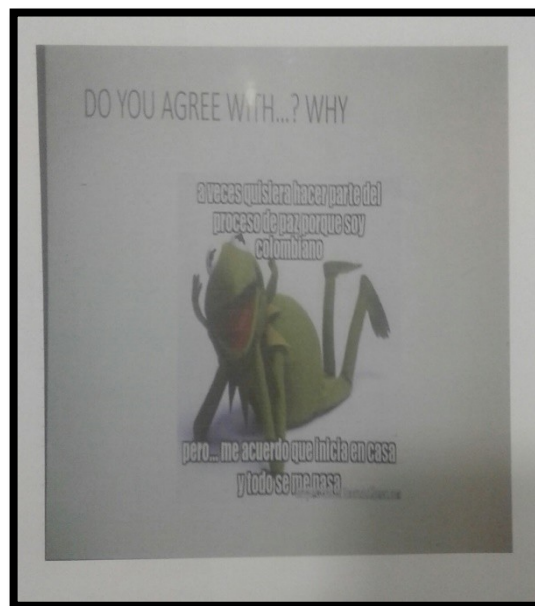 DO YOU AGREE WITH...? WHY
a veces quisiera hacer parte del
proceso de paz porque soy
colombiano
pero... me acuerdo que inicia en casa
y todo se me pasa